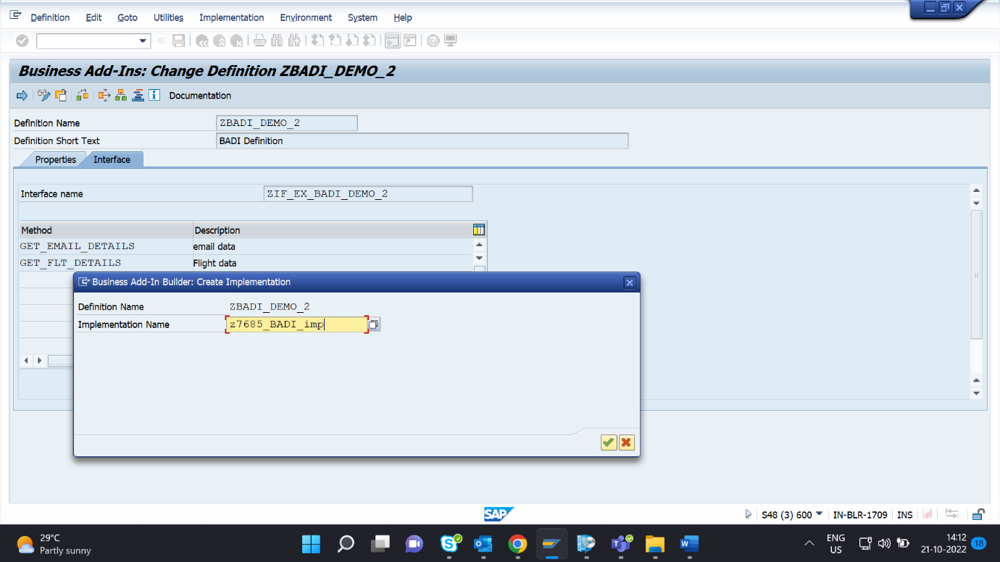 Definition Edit Goto Utilities Implementation Environment System Help
Business Add-Ins: Change Definition ZBADI_DEMO_2
Documentation
Definition Name ZBADI_DEMO_2
Definition Short Text BADI Definition
Properties Interface
Interface name ZIF_EX_BADI_DEMO_2
Method Description
GET_EMAIL_DETAILS email data
GET_FLT_DETAILS Flight data
Business Add-In Builder: Create Implementation
Definition Name ZBADI_DEMO_2
Implementation Name z7685_BADI_imp
SAP
S48 (3) 600 IN-BLR-1709 INS
29°C
Partly sunny
ENG
US
14:12
21-10-2022
18